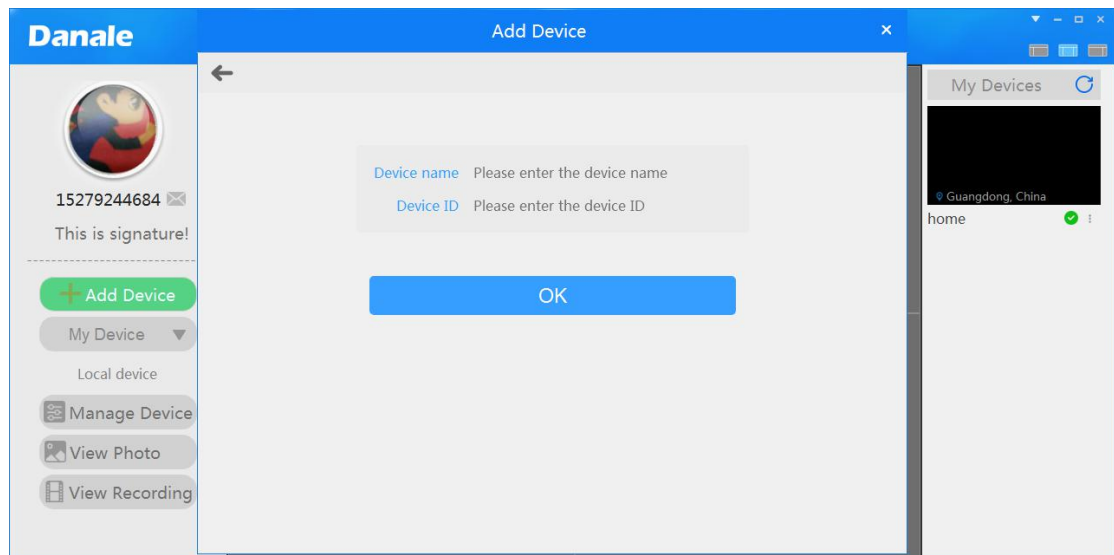 Danale
Add Device
15279244684
This is signature!
Add Device
My Device
Local device
Manage Device
View Photo
View Recording
Device name Please enter the device name
Device ID Please enter the device ID
OK
My Devices
Guangdong, China
home